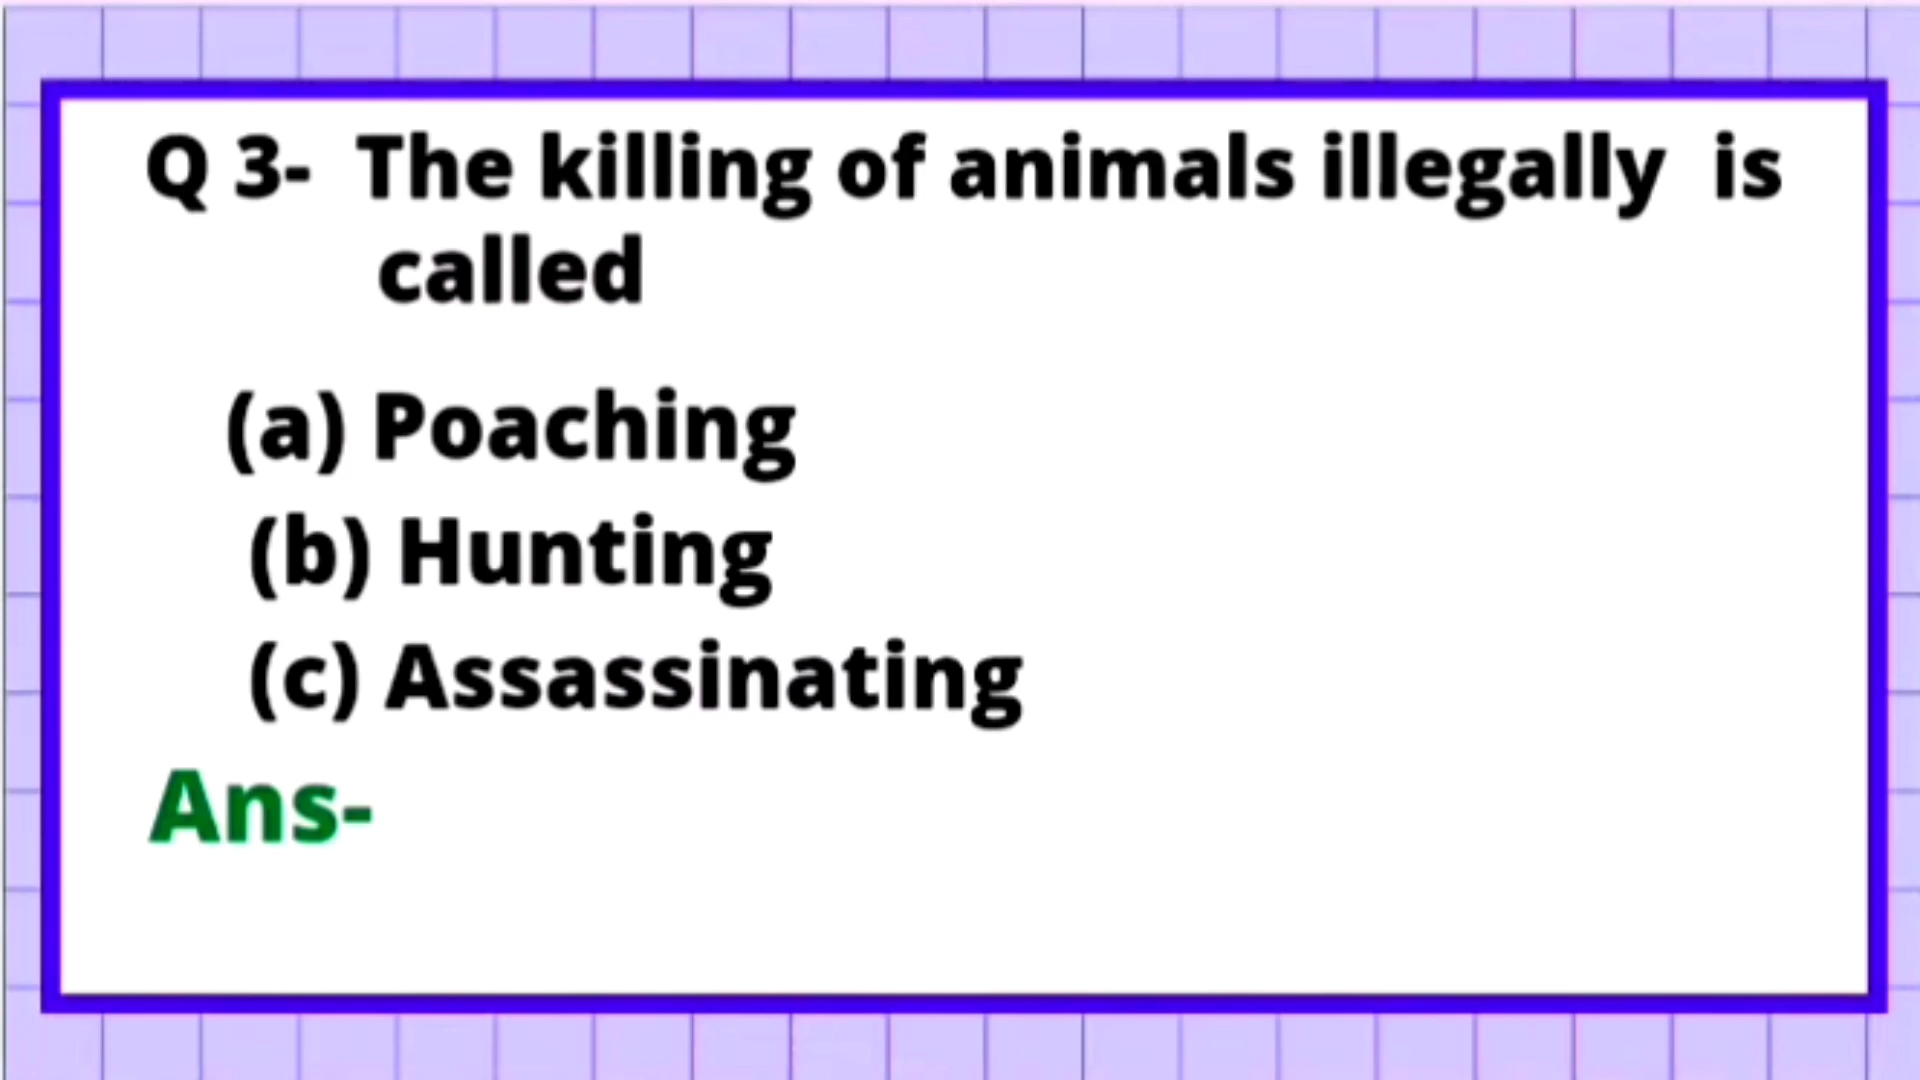 Q 3- The killing of animals illegally is
called
(a) Poaching
(b) Hunting
(c) Assassinating
Ans-